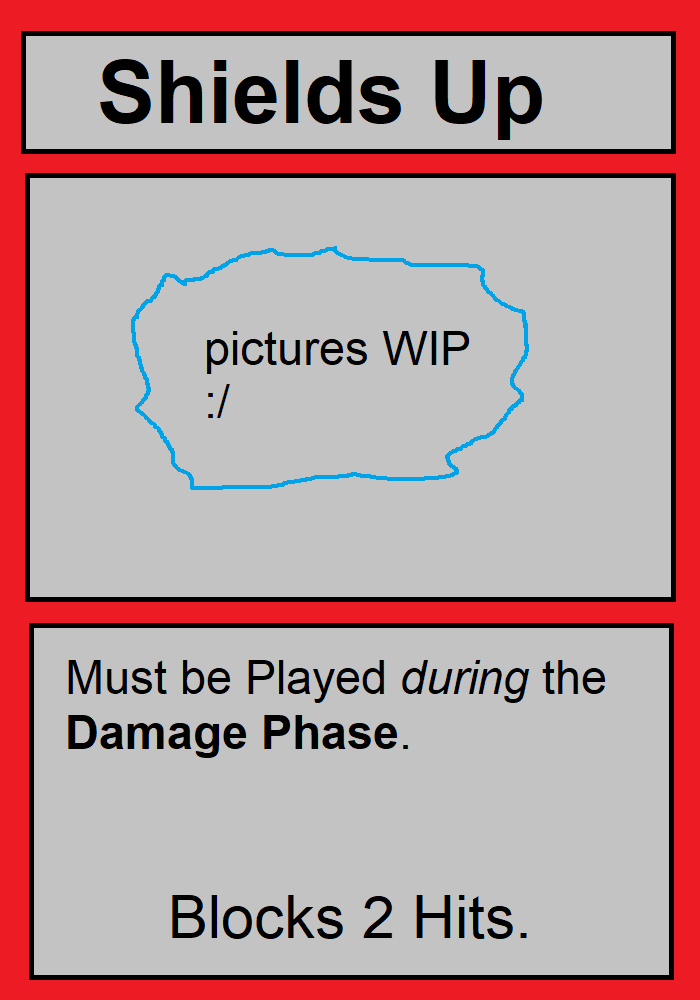 Shields Up
pictures WIP
:/
Must be Played during the
Damage Phase.
Blocks 2 Hits.